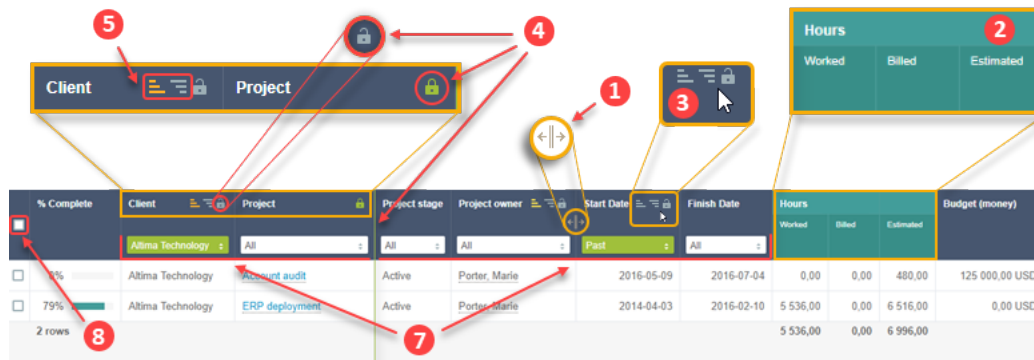 5
4
Hours
2
Worked Billed Estimated
Client Project
1
3
% Complete Client Project Project stage Project owner Start Date Finish Date Hours Budget (money)
Worked Billed Estimated
Altima Technology All All All Past All
0% Altima Technology Account audit Active Porter, Marie 2016-05-09 2016-07-04 0,00 0,00 480,00 125 000,00 USD
79% Altima Technology ERP deployment Active Porter, Marie 2014-04-03 2016-02-10 5 536,00 0,00 6 516,00 0,00 USD
2 rows 5 536,00 0,00 6 996,00
8
7